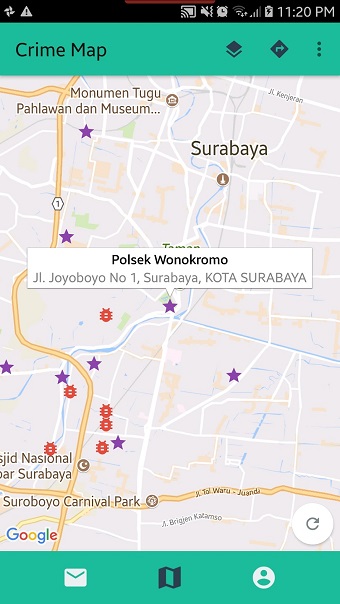 11:20 PM
Crime Map
Monumen Tugu
Pahlawan dan Museum...
Jl. Kenjeran
Surabaya
1
Taman
Polsek Wonokromo
Jl. Joyoboyo No 1, Surabaya, KOTA SURABAYA
sjid Nasional
bar Surabaya
Suroboyo Carnival Park
Jl. Tol Waru - Juanda
Jl. Brigjen Katamso
Google